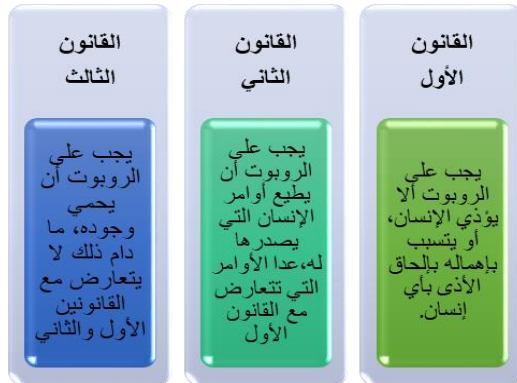 القانون
الأول
يجب على
الروبوت ألا
يؤذي الإنسان،
أو يتسبب
بإهماله بإلحاق
الأذى بأي
إنسان.
القانون
الثاني
يجب على
الروبوت أن
يطيع أوامر
الإنسان التي
يصدرها
له،عدا الأوامر
التي تتعارض
مع القانون
الأول
القانون
الثالث
يجب على
الروبوت أن
يحمي
وجوده، ما
دام ذلك لا
يتعارض مع
القانونين
الأول والثاني